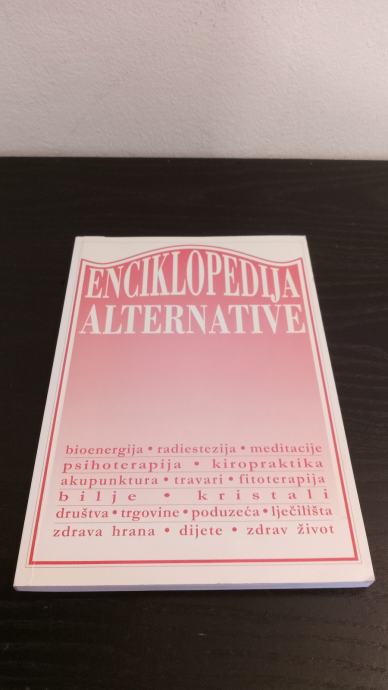 ENCIKLOPEDIJA
ALTERNATIVE
bioenergija • radiestezija • meditacije
psihoterapija • kiropraktika
akupunktura • travari • fitoterapija
bilje • kristali
društva • trgovine • poduzeća • lječilišta
zdrava hrana • dijete • zdrav život